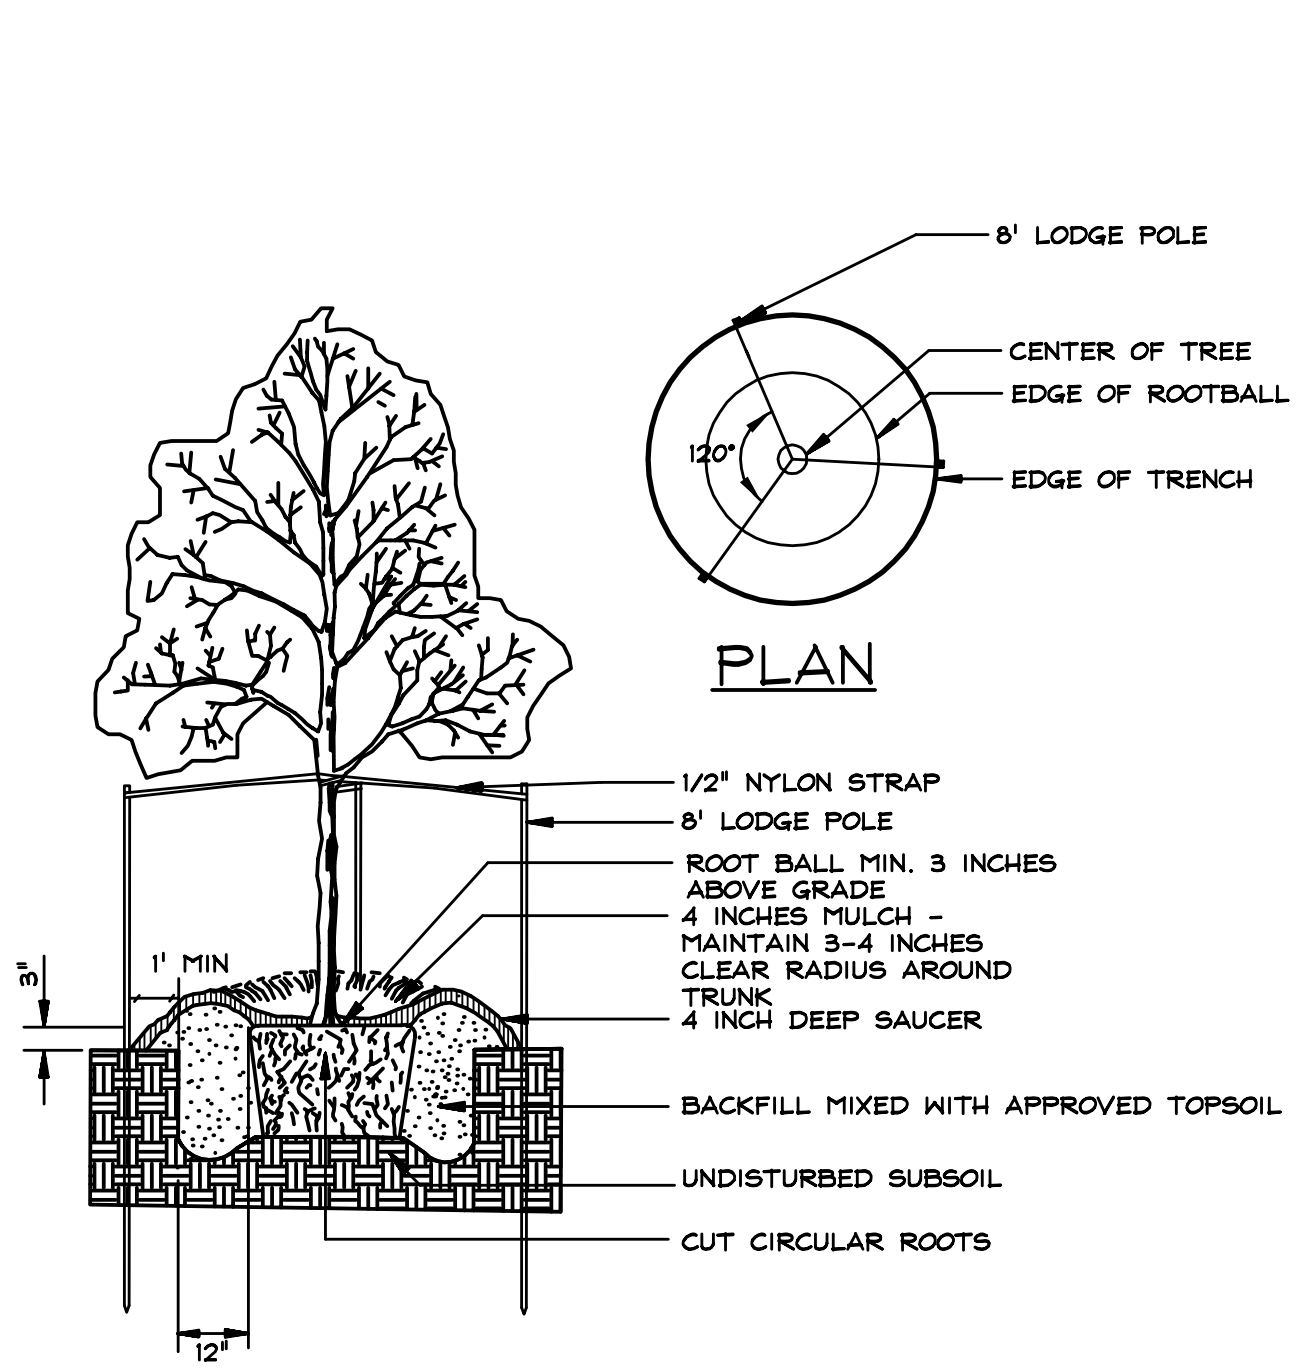 8' LODGE POLE
CENTER OF TREE
EDGE OF ROOTBALL
120°
EDGE OF TRENCH
PLAN
1/2" NYLON STRAP
8' LODGE POLE
ROOT BALL MIN. 3 INCHES
ABOVE GRADE
4 INCHES MULCH -
MAINTAIN 3-4 INCHES
CLEAR RADIUS AROUND
TRUNK
1' MIN
3"
4 INCH DEEP SAUCER
BACKFILL MIXED WITH APPROVED TOPSOIL
UNDISTURBED SUBSOIL
CUT CIRCULAR ROOTS
12"